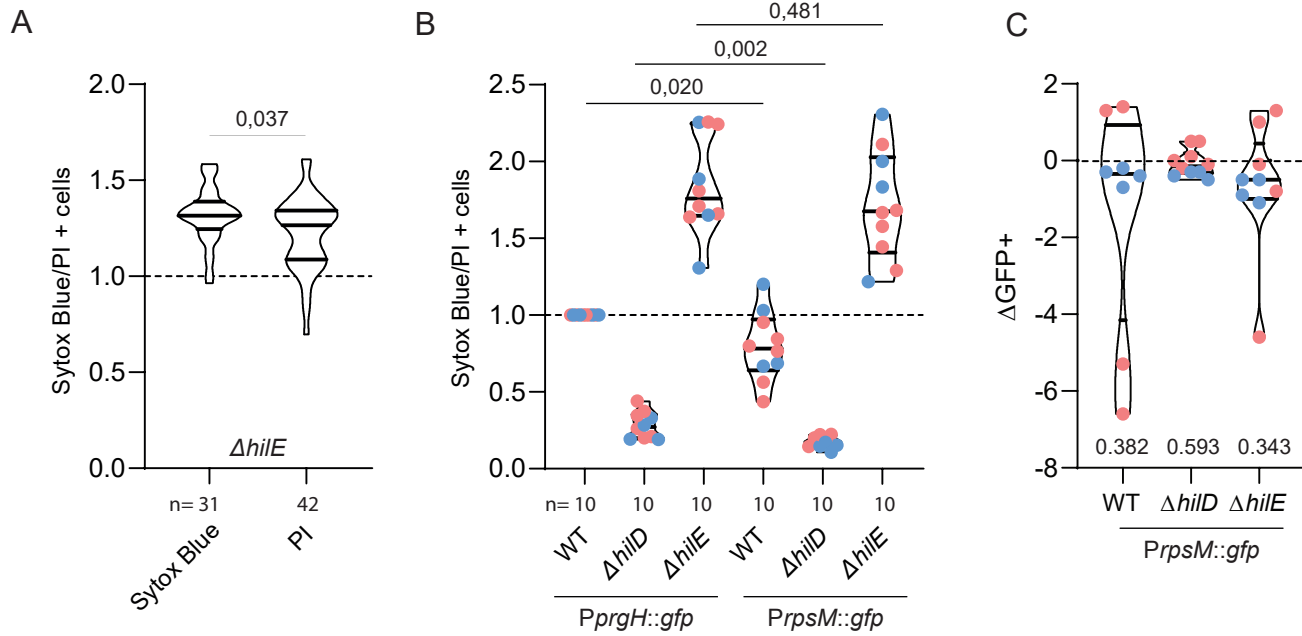 A
Sytox Blue/PI + cells
2.0
1.5
1.0
0.5
0.0
0,037
ΔhilE
n= 31
42
Sytox Blue
PI
B
Sytox Blue/PI + cells
2.5
2.0
1.5
1.0
0.5
0.0
0,481
0,002
0,020
n= 10
10
10
10
10
10
WT
ΔhilD
ΔhilE
WT
ΔhilD
ΔhilE
PprgH::gfp
PrpsM::gfp
C
ΔGFP+
2
0
-2
-4
-6
-8
0.382
0.593
0.343
WT
ΔhilD
ΔhilE
PrpsM::gfp